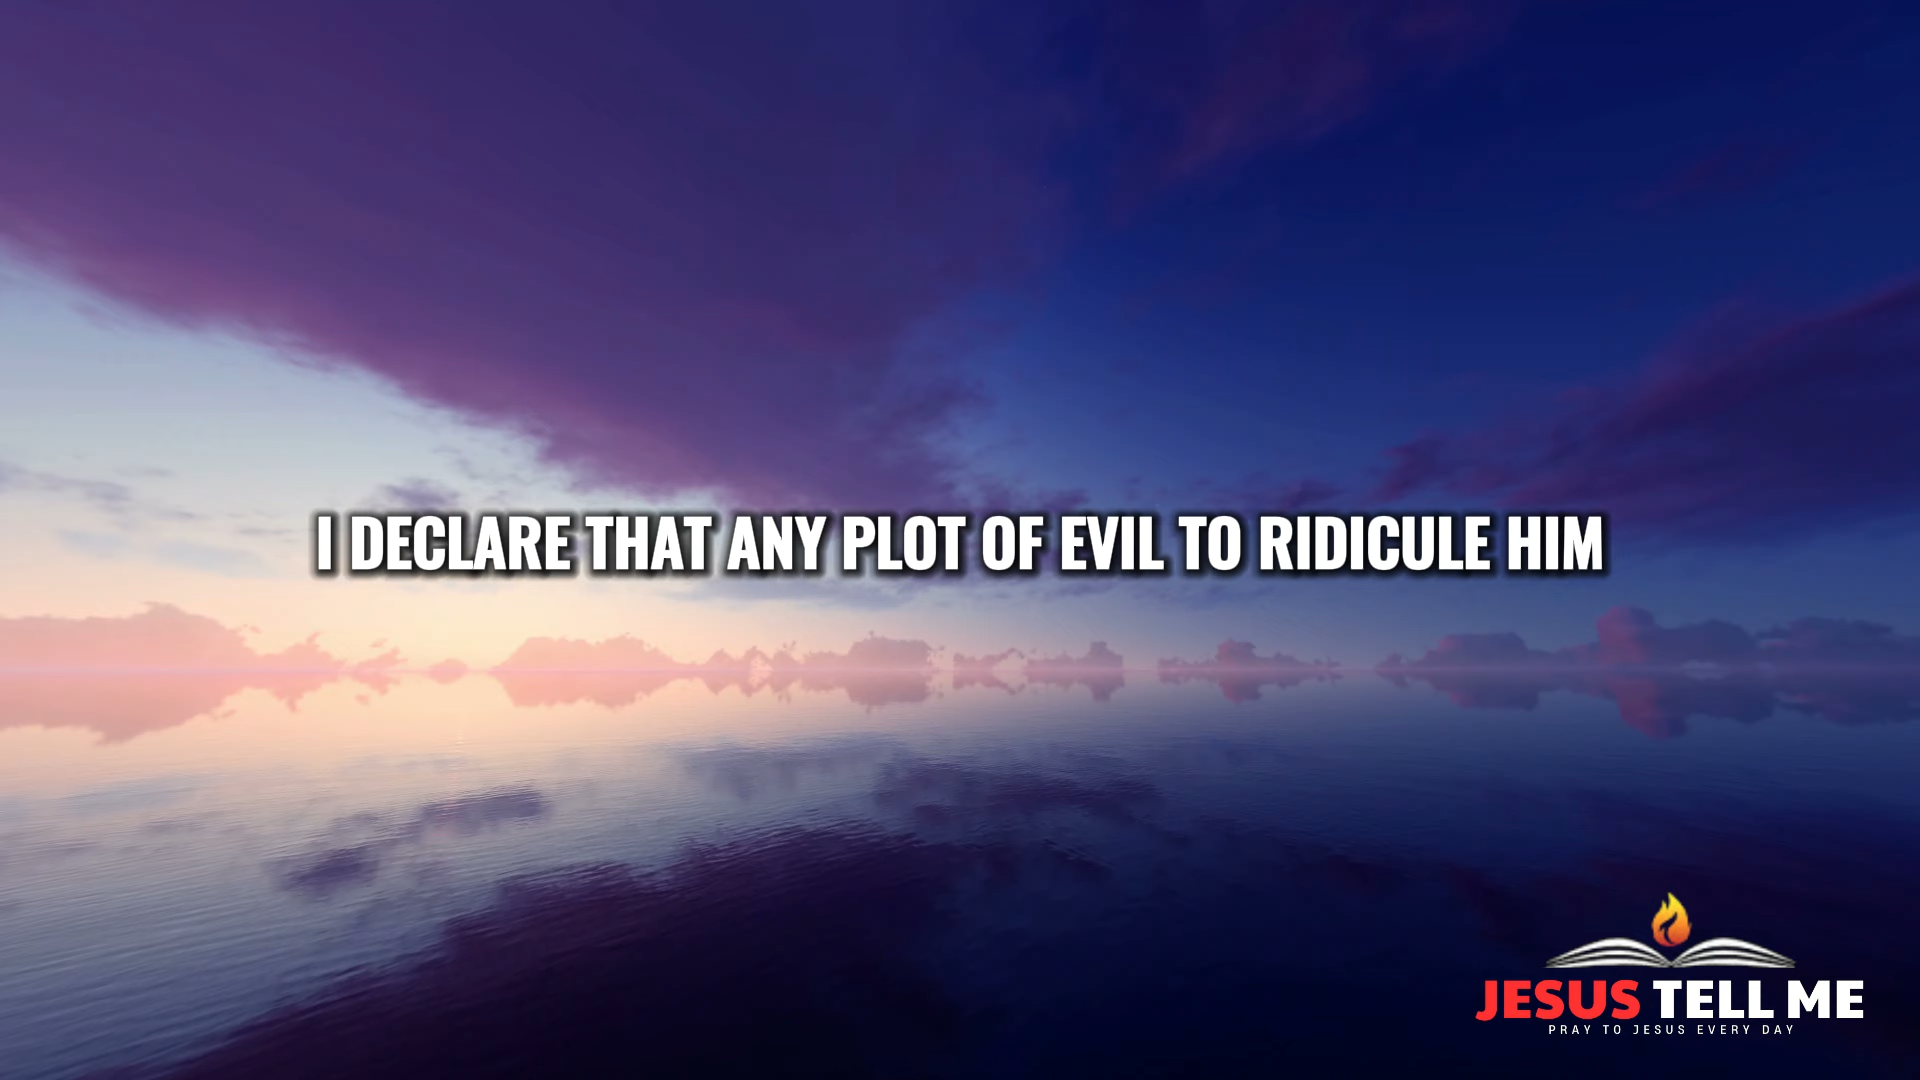 I DECLARE THAT ANY PLOT OF EVIL TO RIDICULE HIM
JESUS TELL ME
PRAY TO JESUS EVERY DAY